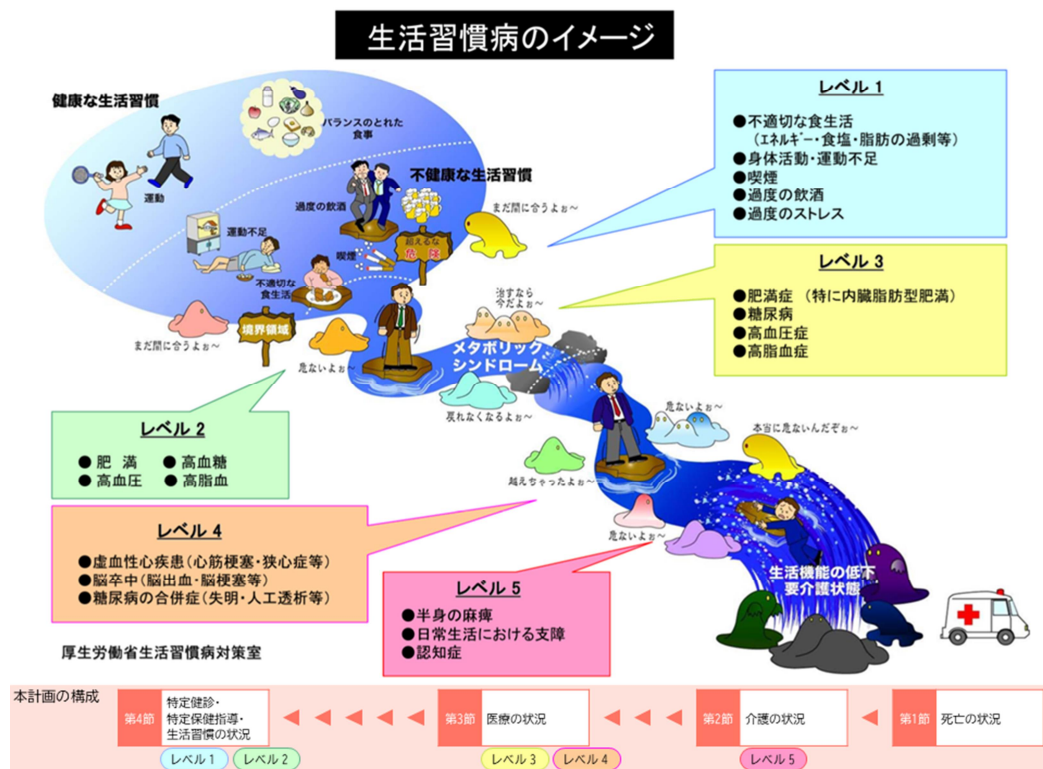 生活習慣病のイメージ
健康な生活習慣
バランスのとれた
食事
運動
不健康な生活習慣
過度の飲酒
運動不足
喫煙
超えるな
危険
不適切な
食生活
境界領域
まだ間に合うよぉ～
まだ間に合うよぉ～
危ないよぉ～
治すなら
今だよぉ～
メタボリック
シンドローム
戻れなくなるよぉ～
危ないよぉ～
本当に危ないんだぞぉ～
越えちゃったよぉ～
危ないよぉ～
生活機能の低下
要介護状態
レベル 1
●不適切な食生活
（エネルギー・食塩・脂肪の過剰等）
●身体活動・運動不足
●喫煙
●過度の飲酒
●過度のストレス
レベル 3
●肥満症 （特に内臓脂肪型肥満）
●糖尿病
●高血圧症
●高脂血症
レベル 2
● 肥 満 ● 高血糖
● 高血圧 ● 高脂血
レベル 4
●虚血性心疾患（心筋梗塞・狭心症等）
●脳卒中（脳出血・脳梗塞等）
●糖尿病の合併症（失明・人工透析等）
レベル 5
●半身の麻痺
●日常生活における支障
●認知症
厚生労働省生活習慣病対策室
本計画の構成
第4節
特定健診・
特定保健指導・
生活習慣の状況
第3節 医療の状況
第2節 介護の状況
第1節 死亡の状況
レベル 1 レベル 2 レベル 3 レベル 4 レベル 5